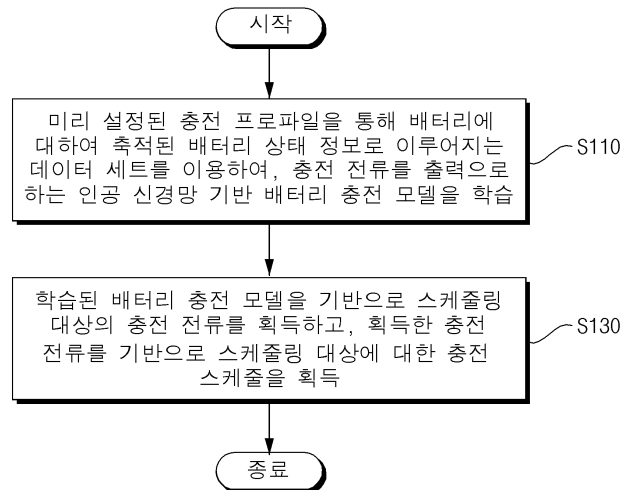 시작
미리 설정된 충전 프로파일을 통해 배터리에
대하여 축적된 배터리 상태 정보로 이루어지는
데이터 세트를 이용하여, 충전 전류를 출력으로
하는 인공 신경망 기반 배터리 충전 모델을 학습
S110
학습된 배터리 충전 모델을 기반으로 스케줄링
대상의 충전 전류를 획득하고, 획득한 충전
전류를 기반으로 스케줄링 대상에 대한 충전
스케줄을 획득
S130
종료